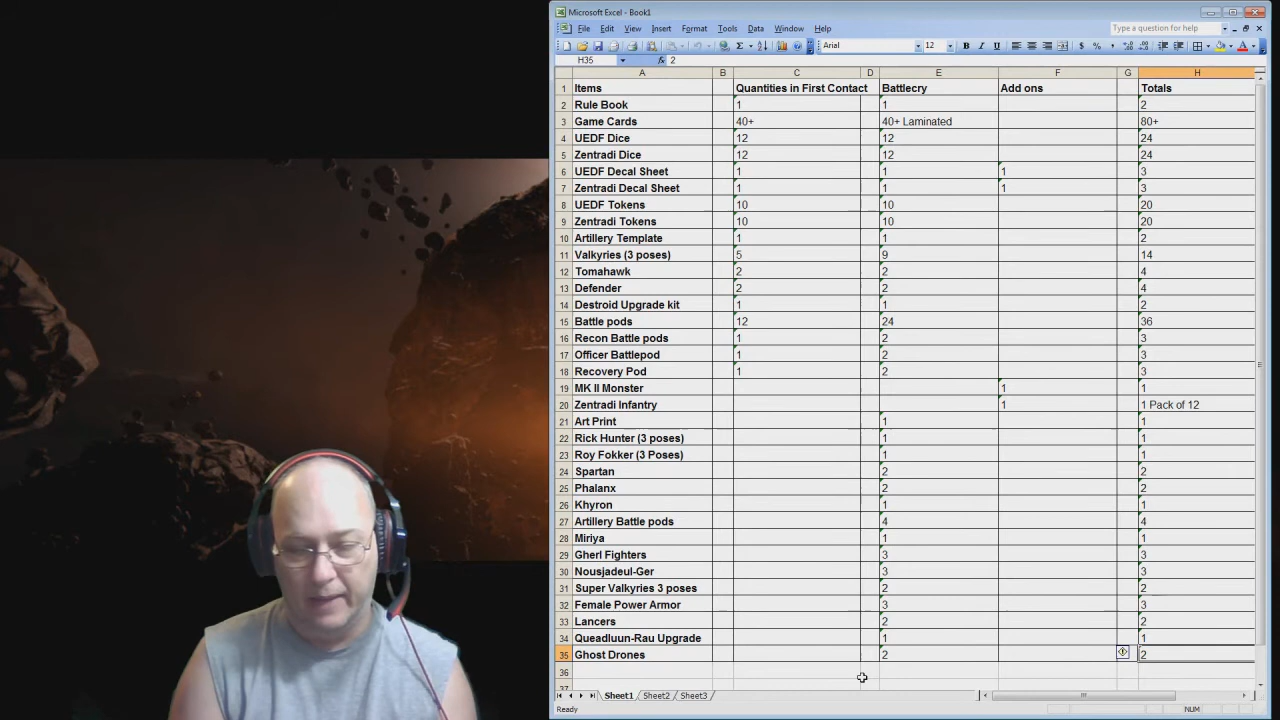 Microsoft Excel - Book1
File Edit View Insert Format Tools Data Window Help Type a question for help
Arial 12 B I U $ %
H35 fx 2
A B C D E F G H
1 Items Quantities in First Contact Battlecry Add ons Totals
2 Rule Book 1 1 2
3 Game Cards 40+ 40+ Laminated 80+
4 UEDF Dice 12 12 24
5 Zentradi Dice 12 12 24
6 UEDF Decal Sheet 1 1 1 3
7 Zentradi Decal Sheet 1 1 1 3
8 UEDF Tokens 10 10 20
9 Zentradi Tokens 10 10 20
10 Artillery Template 1 1 2
11 Valkyries (3 poses) 5 9 14
12 Tomahawk 2 2 4
13 Defender 2 2 4
14 Destroid Upgrade kit 1 1 2
15 Battle pods 12 24 36
16 Recon Battle pods 1 2 3
17 Officer Battlepod 1 2 3
18 Recovery Pod 1 2 3
19 MK II Monster 1 1
20 Zentradi Infantry 1 1 Pack of 12
21 Art Print 1 1
22 Rick Hunter (3 poses) 1 1
23 Roy Fokker (3 Poses) 1 1
24 Spartan 2 2
25 Phalanx 2 2
26 Khyron 1 1
27 Artillery Battle pods 4 4
28 Miriya 1 1
29 Gherl Fighters 3 3
30 Nousjadeul-Ger 3 3
31 Super Valkyries 3 poses 2 2
32 Female Power Armor 3 3
33 Lancers 2 2
34 Queadluun-Rau Upgrade 1 1
35 Ghost Drones 2 2
36
37
Sheet1 Sheet2 Sheet3
Ready NUM